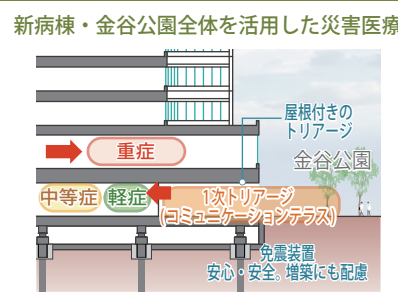 新病棟・金谷公園全体を活用した災害医療
屋根付きの
トリアージ
重症
金谷公園
中等症
軽症
1次トリアージ
(コミュニケーションテラス)
免震装置
安心・安全。増築にも配慮